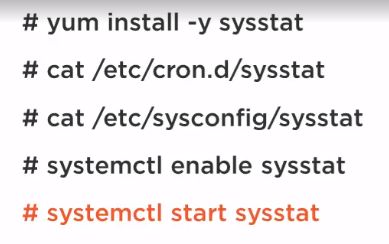 # yum install -y sysstat
# cat /etc/cron.d/sysstat
# cat /etc/sysconfig/sysstat
# systemctl enable sysstat
# systemctl start sysstat